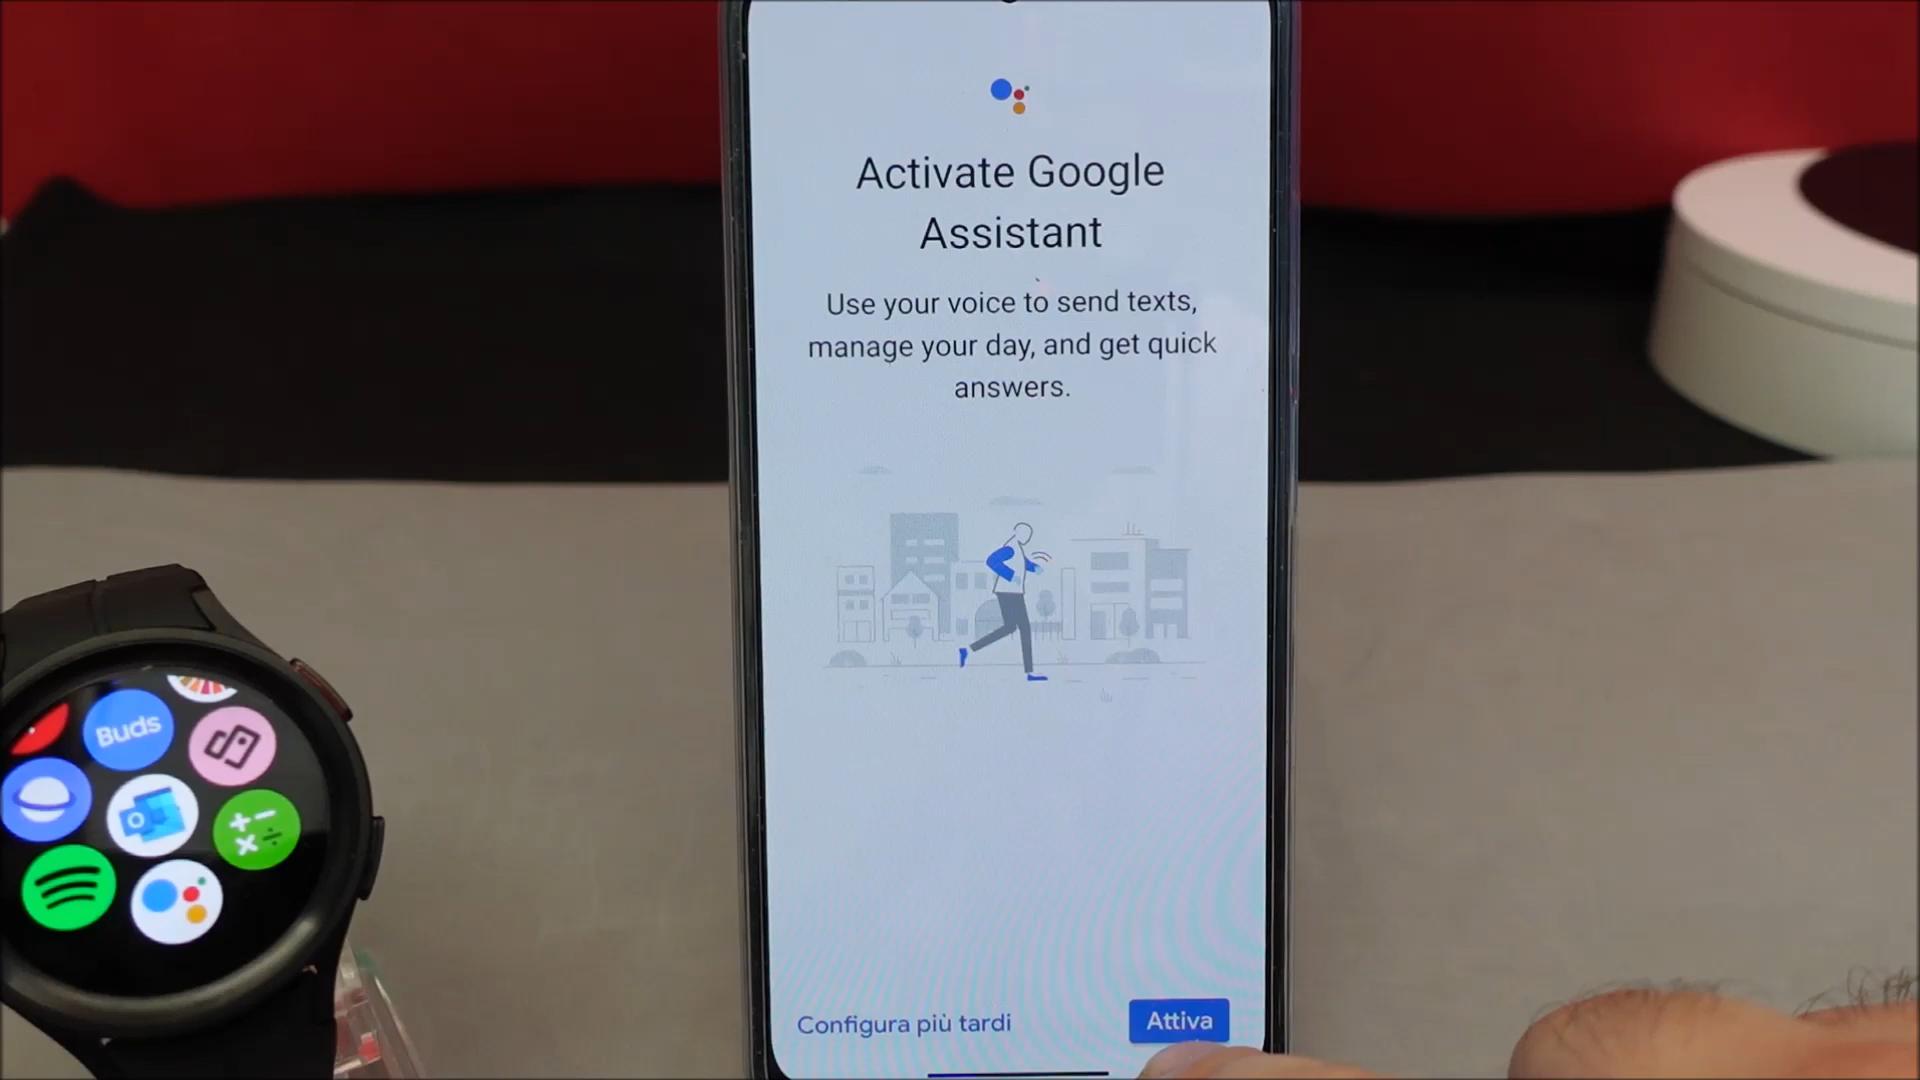 Activate Google
Assistant
Use your voice to send texts,
manage your day, and get quick
answers.
Buds
Configura più tardi
Attiva